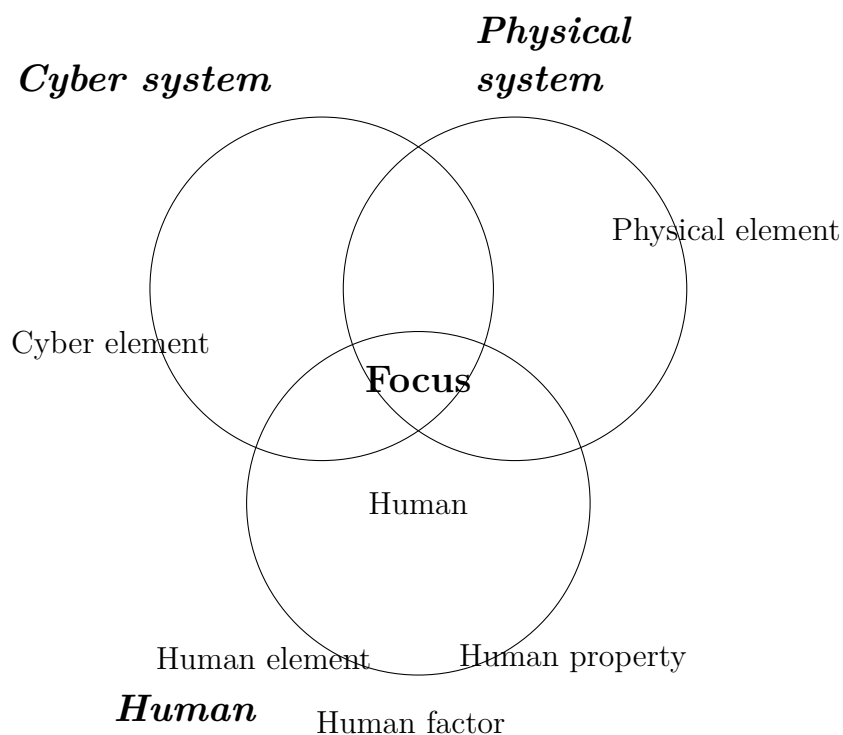 Physical
system
Cyber system
Physical element
Cyber element
Focus
Human
Human element
Human property
Human
Human factor